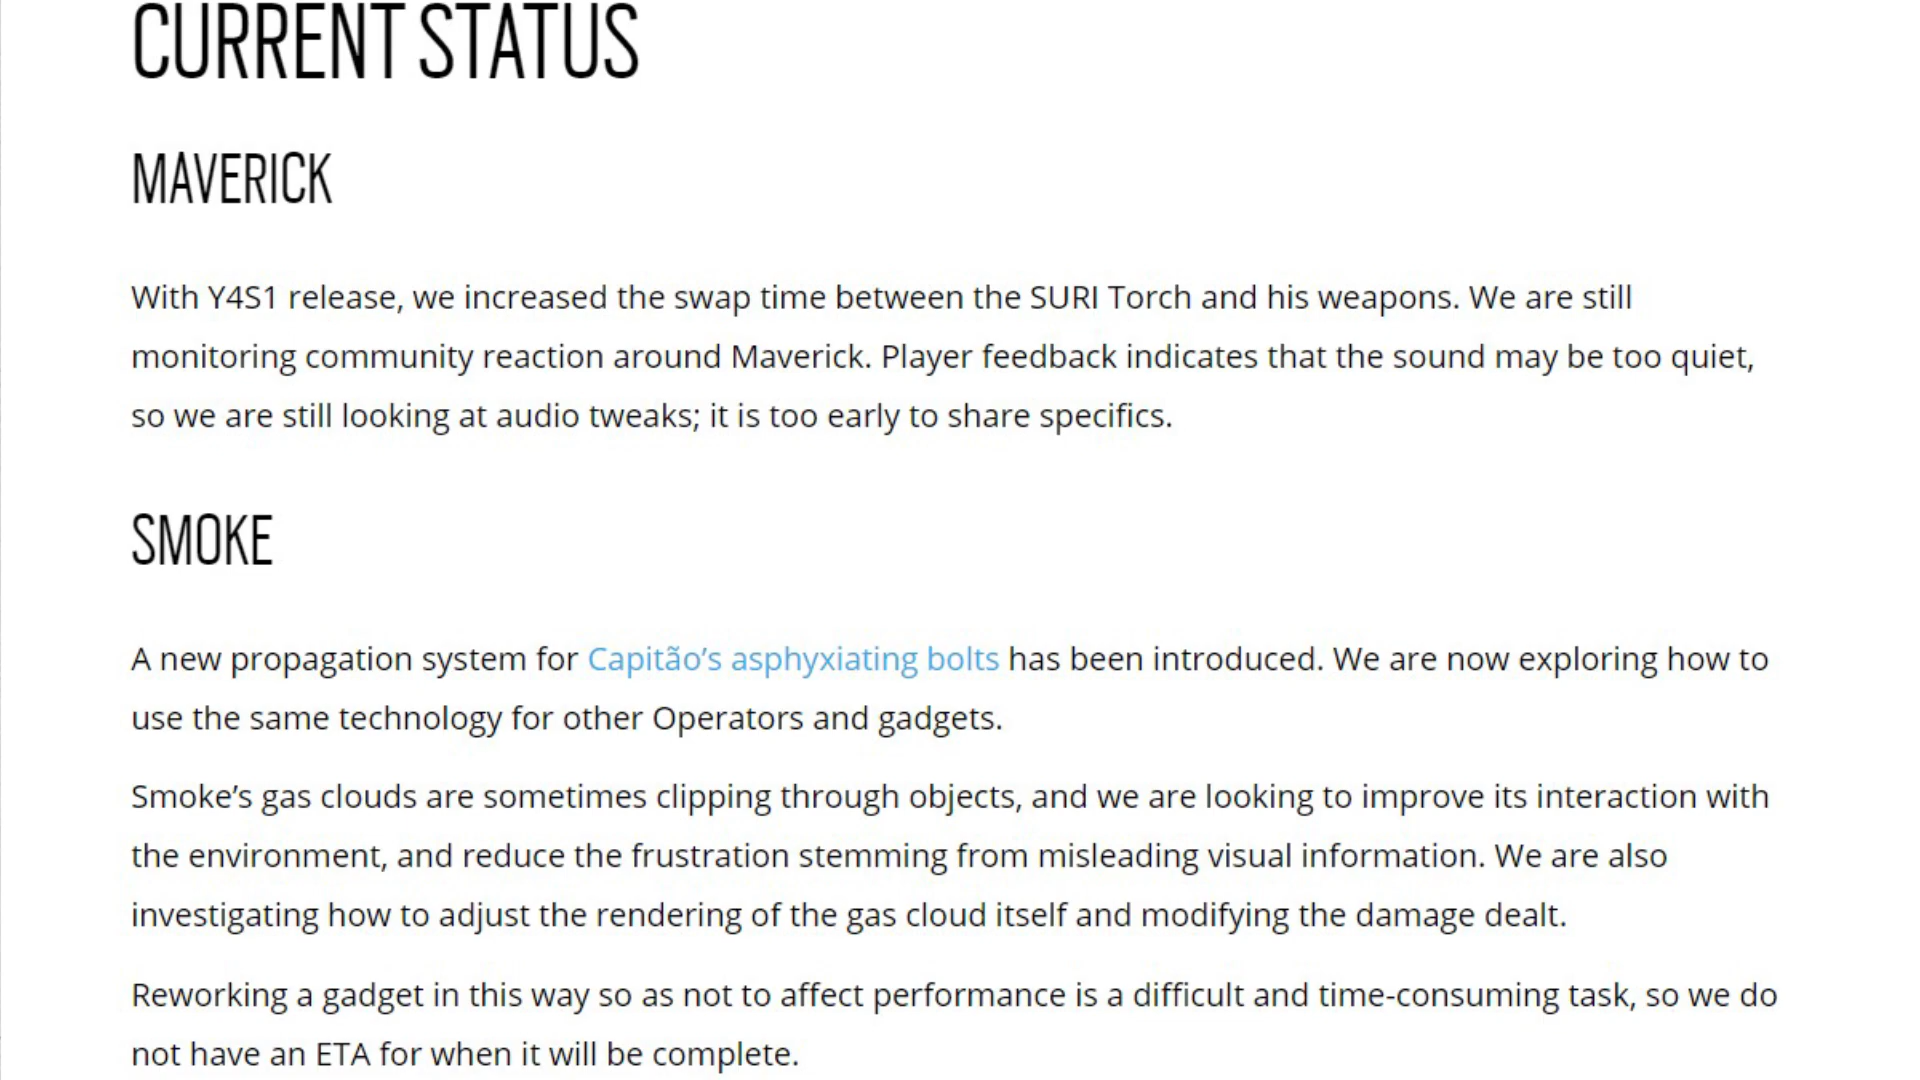 CURRENT STATUS
MAVERICK
With Y4S1 release, we increased the swap time between the SURI Torch and his weapons. We are still
monitoring community reaction around Maverick. Player feedback indicates that the sound may be too quiet,
so we are still looking at audio tweaks; it is too early to share specifics.
SMOKE
A new propagation system for Capitão’s asphyxiating bolts has been introduced. We are now exploring how to
use the same technology for other Operators and gadgets.
Smoke’s gas clouds are sometimes clipping through objects, and we are looking to improve its interaction with
the environment, and reduce the frustration stemming from misleading visual information. We are also
investigating how to adjust the rendering of the gas cloud itself and modifying the damage dealt.
Reworking a gadget in this way so as not to affect performance is a difficult and time-consuming task, so we do
not have an ETA for when it will be complete.